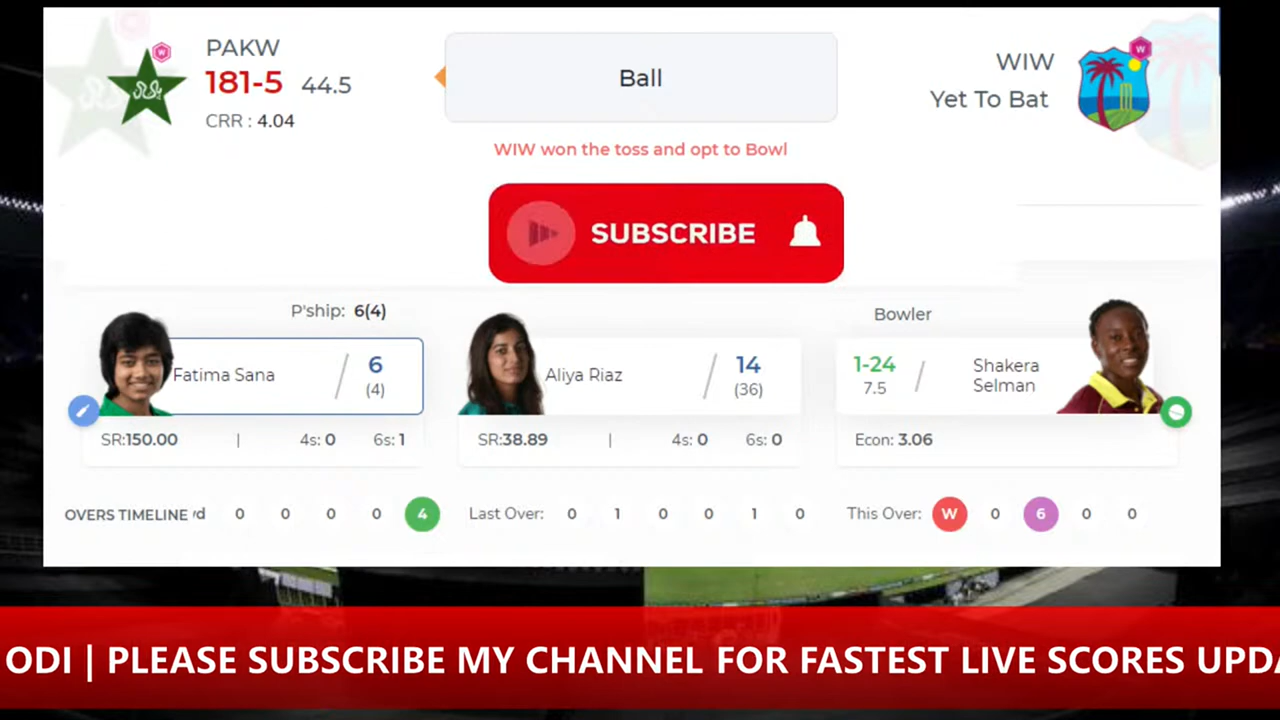 PAKW
181-5 44.5
CRR : 4.04
Ball
WIW won the toss and opt to Bowl
WIW
Yet To Bat
W
W
SUBSCRIBE
P'ship: 6(4)
Fatima Sana / 6 (4)
SR:150.00 | 4s: 0 6s: 1
Aliya Riaz / 14 (36)
SR:38.89 | 4s: 0 6s: 0
Bowler
1-24 7.5 / Shakera Selman
Econ: 3.06
OVERS TIMELINE rd 0 0 0 0 4 Last Over: 0 1 0 0 1 0 This Over: W 0 6 0 0
ODI | PLEASE SUBSCRIBE MY CHANNEL FOR FASTEST LIVE SCORES UPDA